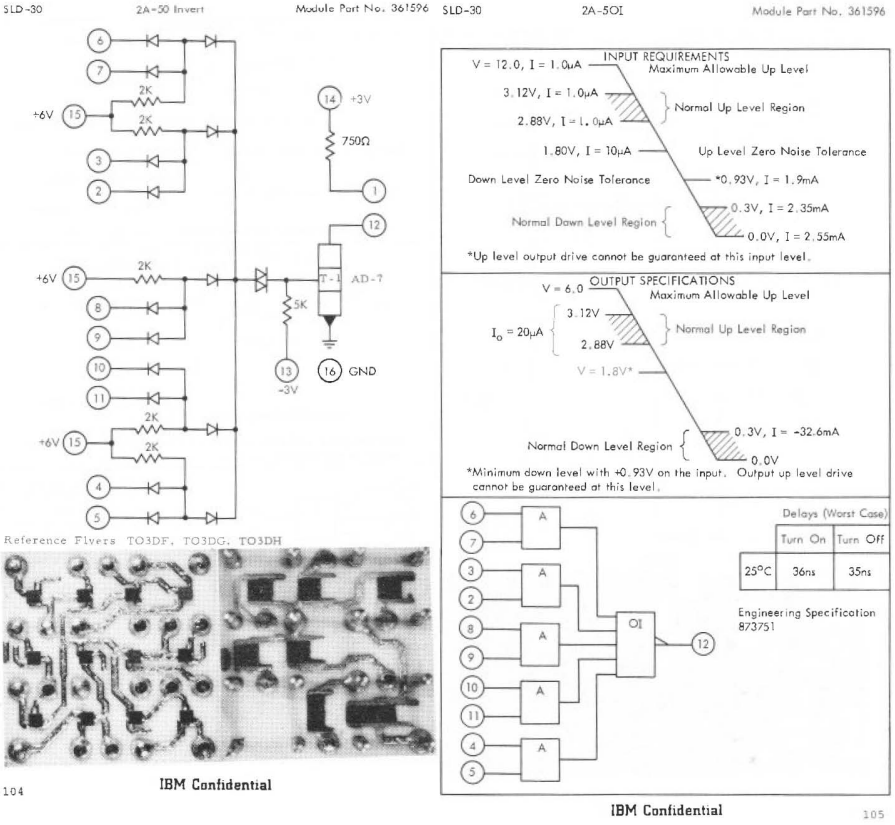 SLD-30 2A-50 Invert Module Part No. 361596
6
7
2K
+6V 15
2K
3
2
14 +3V
750Ω
1
12
+6V 15 2K
T-1 AD-7
5K
8
9
10
13 16 GND
-3V
11
2K
+6V 15
2K
4
5
Reference Flyers TO3DF, TO3DG, TO3DH
104 IBM Confidential
SLD-30 2A-5OI Module Part No. 361596
INPUT REQUIREMENTS
V = 12.0, I = 1.0μA
Maximum Allowable Up Level
3.12V, I = 1.0μA
Normal Up Level Region
2.88V, I = 1.0μA
1.80V, I = 10μA Up Level Zero Noise Tolerance
Down Level Zero Noise Tolerance *0.93V, I = 1.9mA
0.3V, I = 2.35mA
Normal Down Level Region
0.0V, I = 2.55mA
*Up level output drive cannot be guaranteed at this input level.
OUTPUT SPECIFICATIONS
V = 6.0
Maximum Allowable Up Level
3.12V
Io = 20μA Normal Up Level Region
2.88V
V = 1.8V*
0.3V, I = -32.6mA
Normal Down Level Region
0.0V
*Minimum down level with +0.93V on the input. Output up level drive
cannot be guaranteed at this level.
6 A
7
3 A
2
8 A
9
10 A
11
4 A
5
OI
12
Delays (Worst Case)
Turn On Turn Off
25°C 36ns 35ns
Engineering Specification
873751
IBM Confidential 105